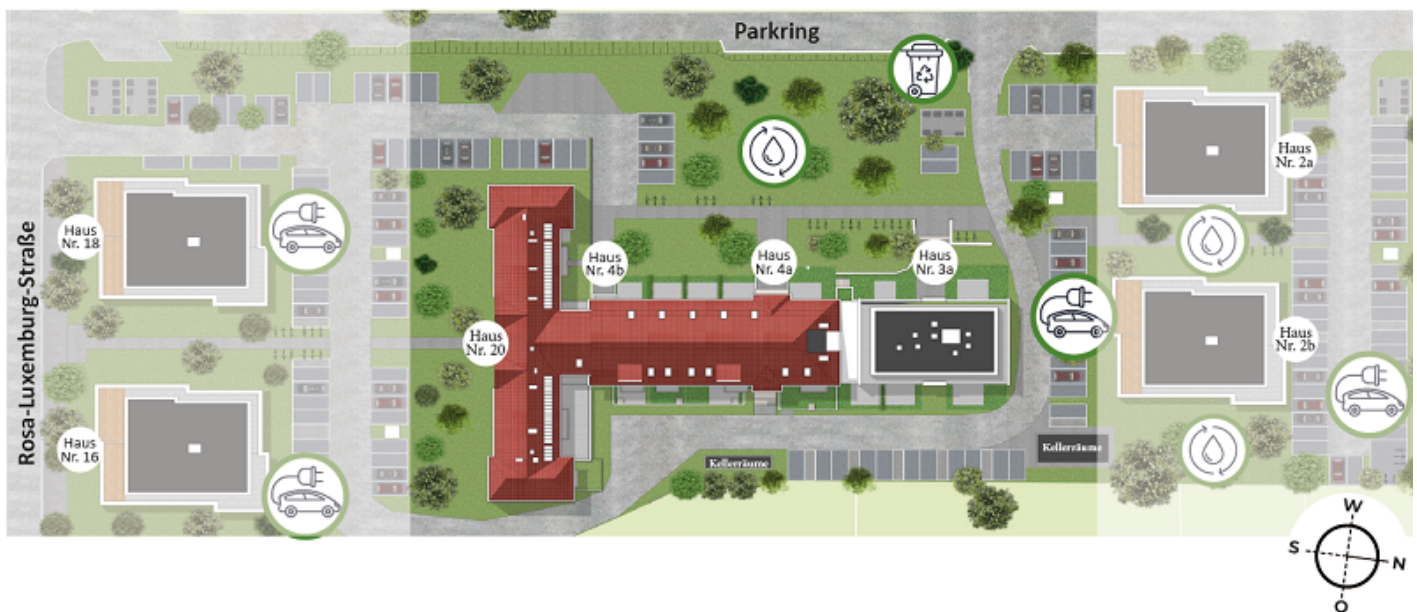 Parkring
Rosa-Luxemburg-Straße
Haus
Nr. 18
Haus
Nr. 16
Haus
Nr. 20
Haus
Nr. 4b
Haus
Nr. 4a
Haus
Nr. 3a
Haus
Nr. 2a
Haus
Nr. 2b
Kellerräume
Kellerräume
W
S
N
O